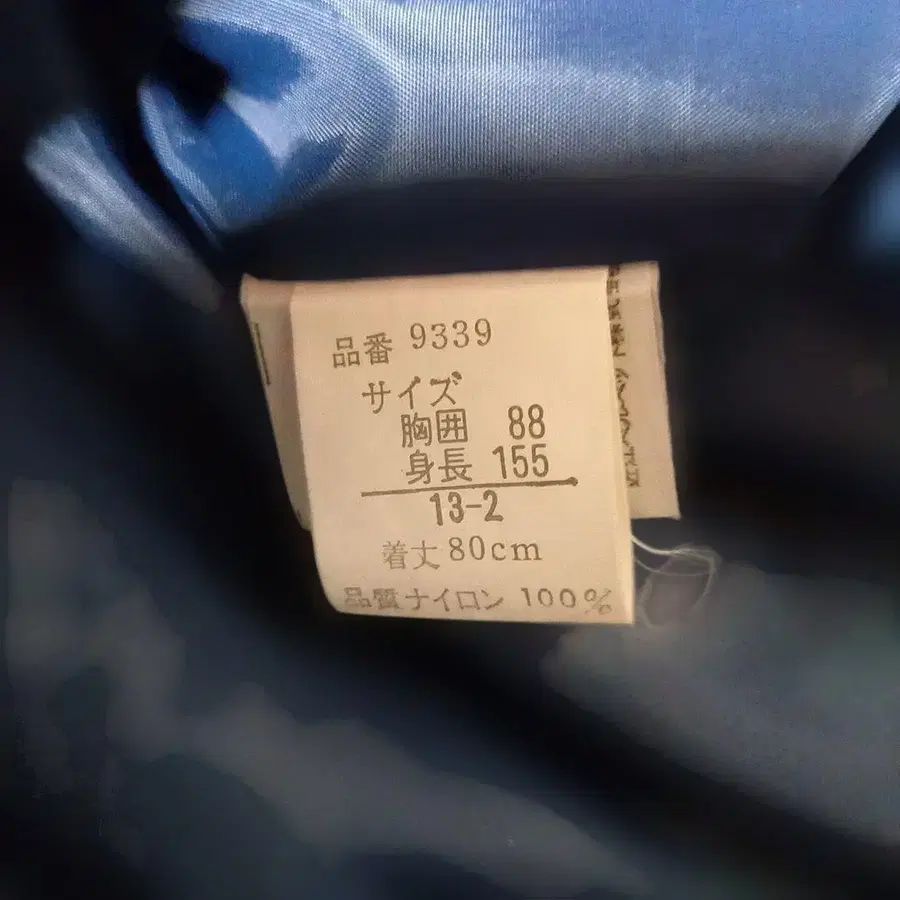 品番 9339
サイズ
胸囲 88
身長 155
13-2
着丈 80cm
品質 ナイロン 100%